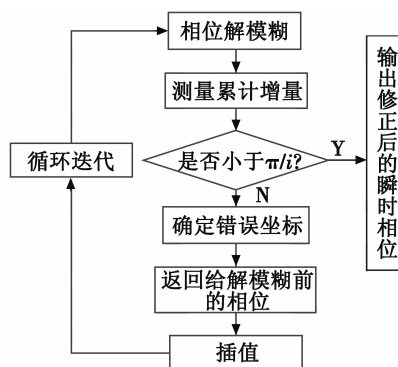 相位解模糊
测量累计增量
是否小于π/i?
Y
输出修正后的瞬时相位
循环迭代
N
确定错误坐标
返回给解模糊前
的相位
插值